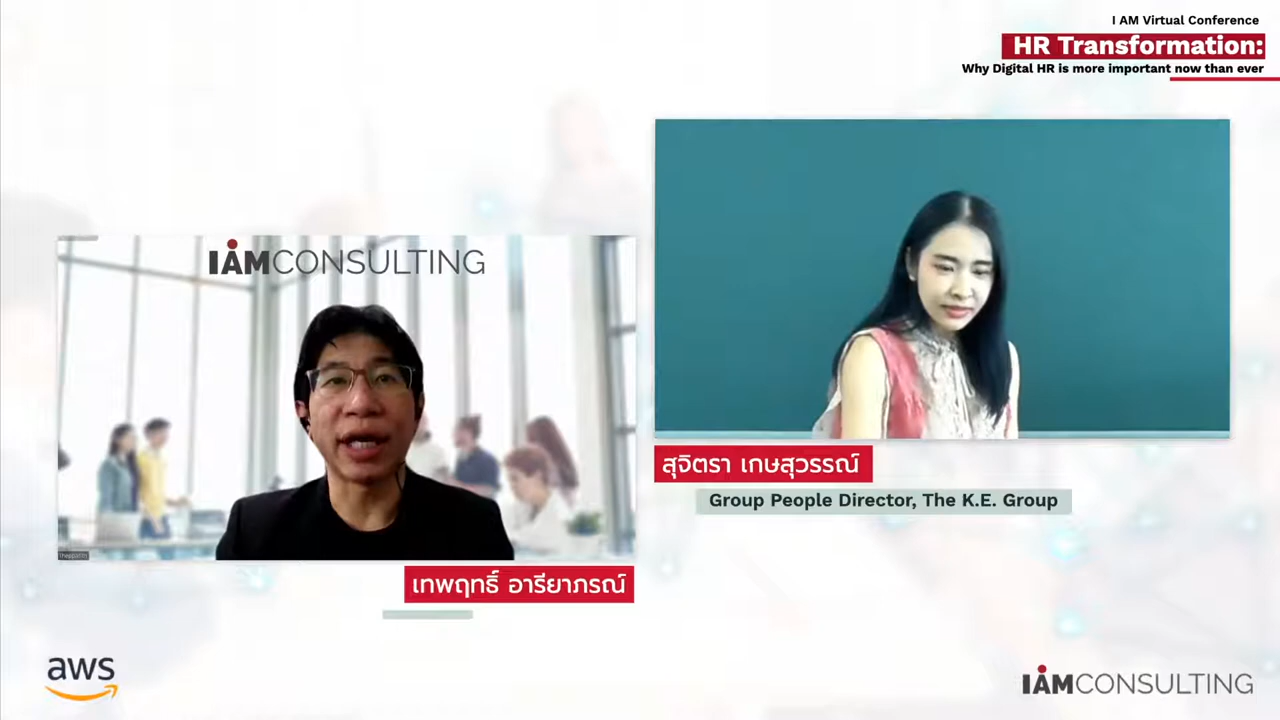 I AM Virtual Conference
HR Transformation:
Why Digital HR is more important now than ever
IAMCONSULTING
สุจิตรา เกษสุวรรณ์
Group People Director, The K.E. Group
เทพฤทธิ์ อารียาภรณ์
aws
IAMCONSULTING